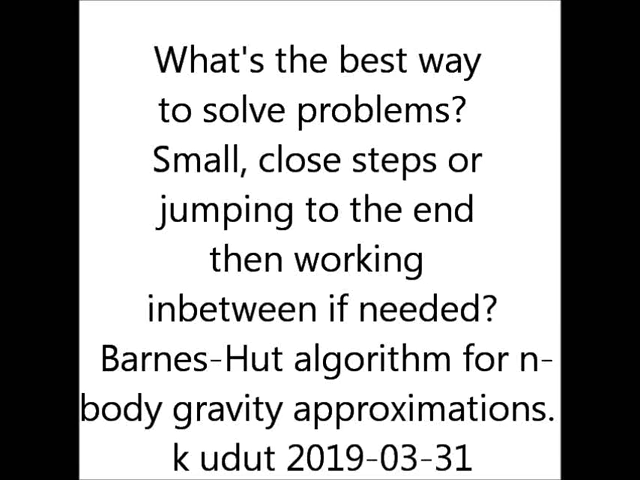 What's the best way
to solve problems?
Small, close steps or
jumping to the end
then working
inbetween if needed?
Barnes-Hut algorithm for n-
body gravity approximations.
k udut 2019-03-31